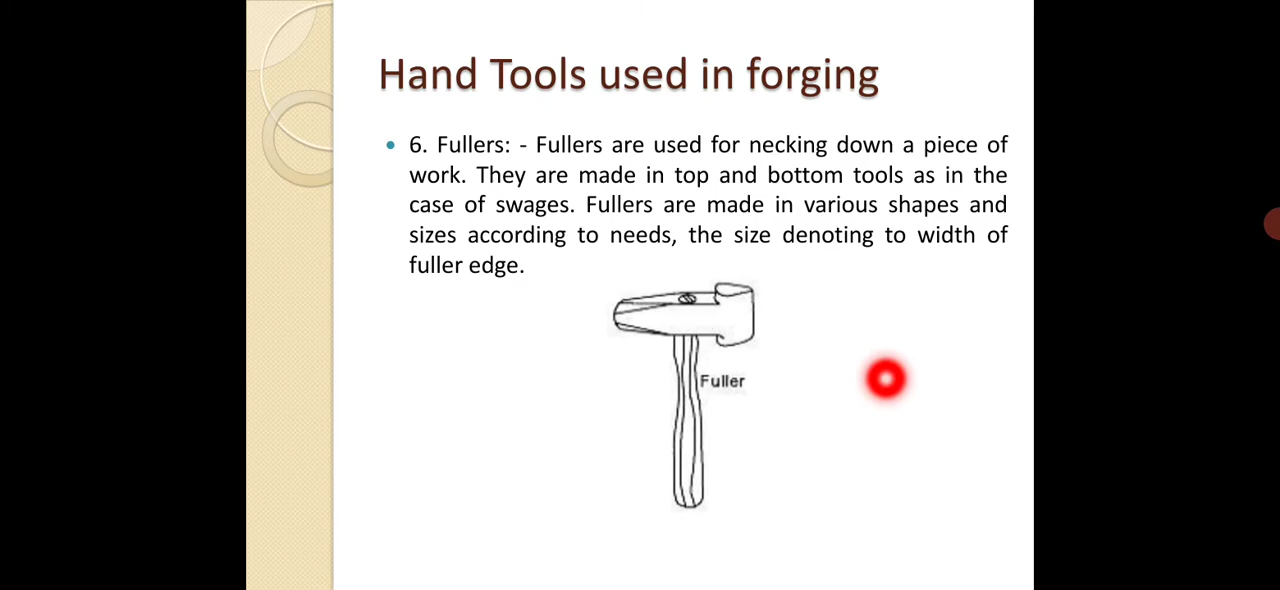 Hand Tools used in forging
• 6. Fullers: - Fullers are used for necking down a piece of
work. They are made in top and bottom tools as in the
case of swages. Fullers are made in various shapes and
sizes according to needs, the size denoting to width of
fuller edge.
Fuller